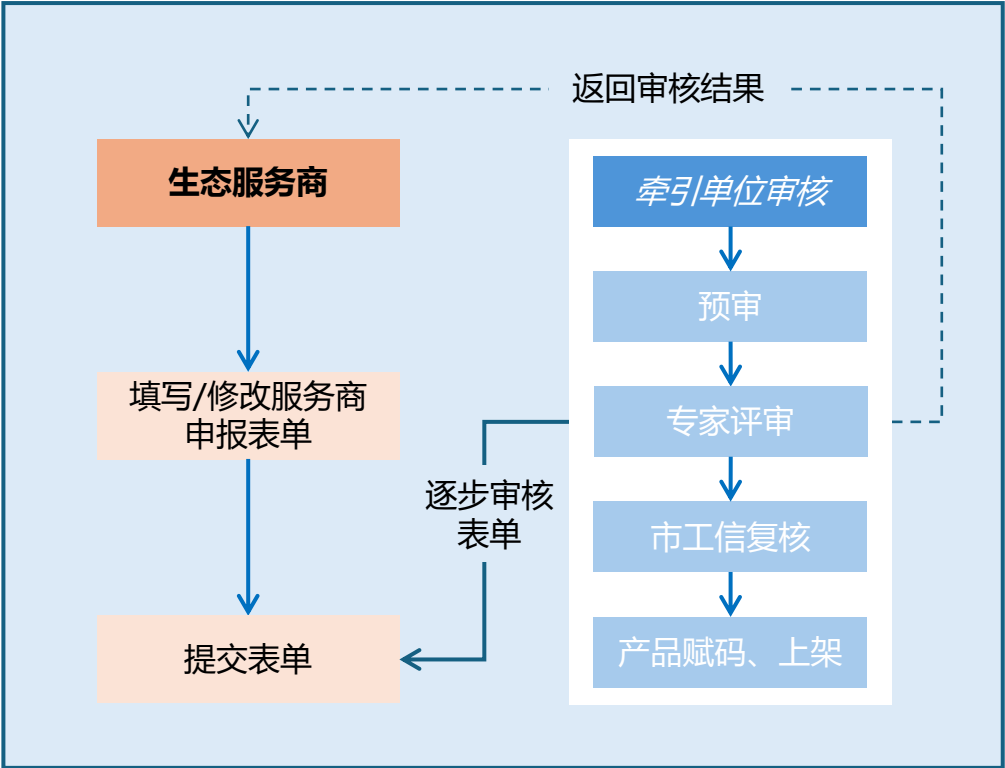 返回审核结果
生态服务商
填写/修改服务商
申报表单
提交表单
逐步审核
表单
牵引单位审核
预审
专家评审
市工信复核
产品赋码、上架